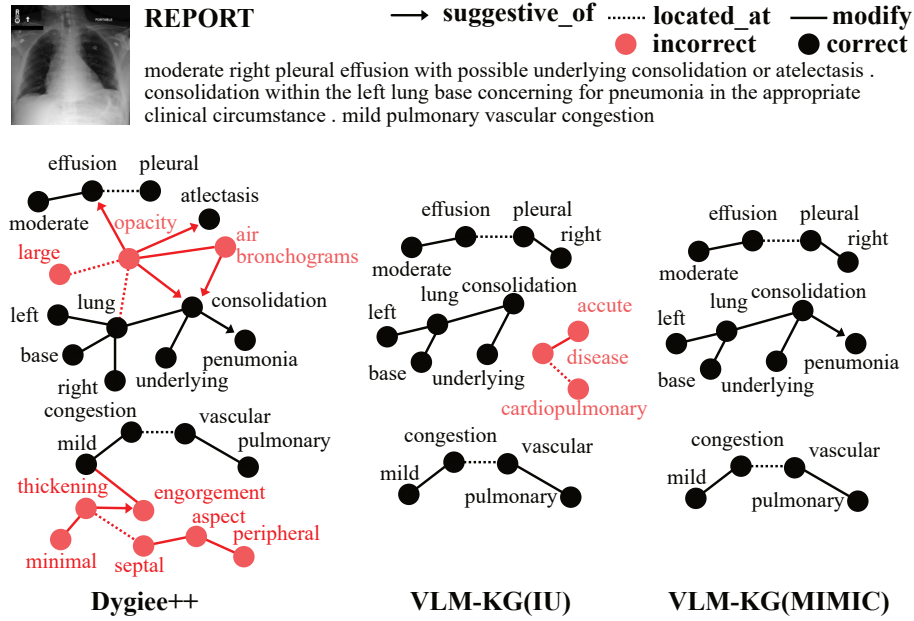 PORTABLE
REPORT
suggestive_of
located_at
modify
incorrect
correct
moderate right pleural effusion with possible underlying consolidation or atelectasis .
consolidation within the left lung base concerning for pneumonia in the appropriate
clinical circumstance . mild pulmonary vascular congestion
effusion
pleural
moderate
opacity
atlectasis
large
air
bronchograms
left
lung
consolidation
base
penumonia
right
underlying
congestion
vascular
mild
pulmonary
thickening
engorgement
aspect
peripheral
minimal
septal
Dygiee++
effusion
pleural
right
moderate
consolidation
lung
accute
left
disease
base
underlying
cardiopulmonary
congestion
vascular
mild
pulmonary
VLM-KG(IU)
effusion
pleural
right
moderate
consolidation
lung
left
penumonia
base
underlying
congestion
vascular
mild
pulmonary
VLM-KG(MIMIC)